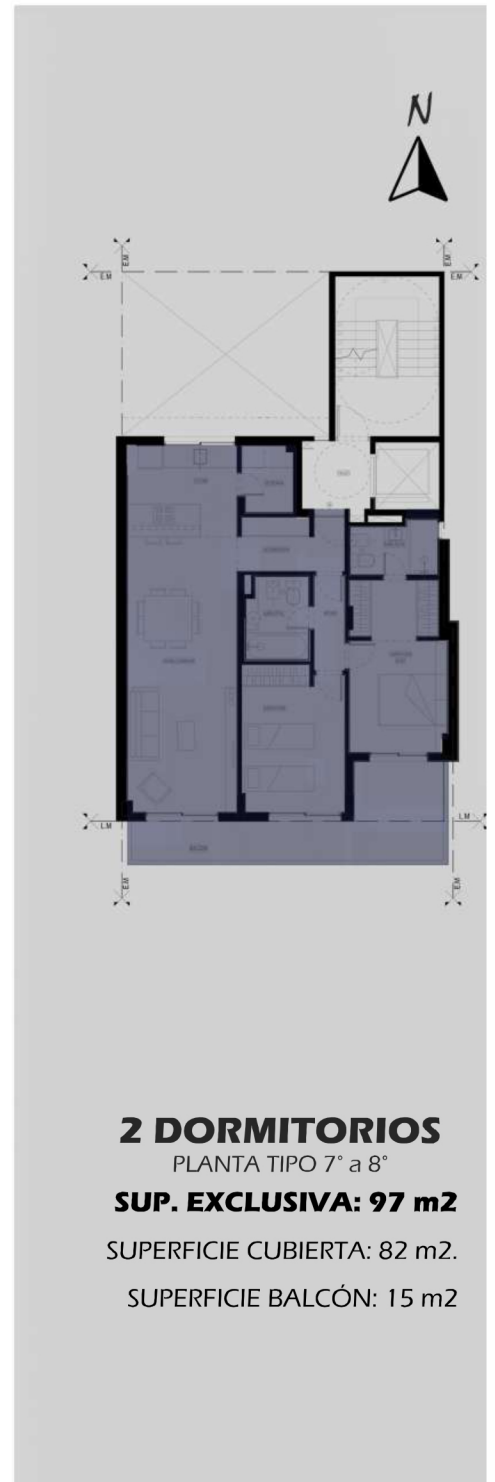 N
E.M
E.M
E.M
E.M
L.M
L.M
E.M
E.M
2 DORMITORIOS
PLANTA TIPO 7° a 8°
SUP. EXCLUSIVA: 97 m2
SUPERFICIE CUBIERTA: 82 m2.
SUPERFICIE BALCÓN: 15 m2